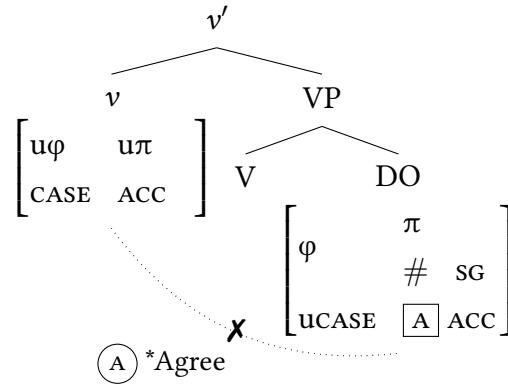 v′
v VP
uφ uπ
CASE ACC
V DO
φ π
# SG
uCASE A ACC
✗
A *Agree